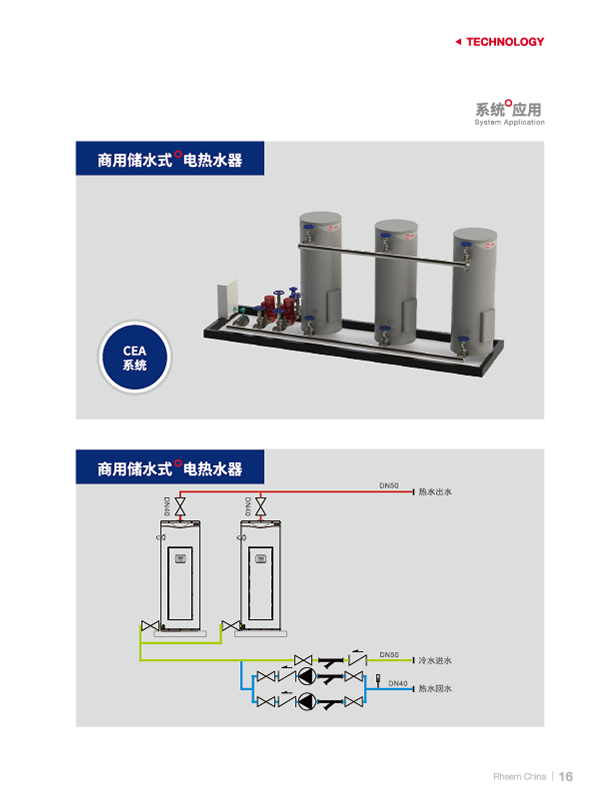 TECHNOLOGY
系统 应用
System Application
商用储水式 电热水器
CEA
系统
商用储水式 电热水器
DN50
热水出水
DN40
DN40
DN50
冷水进水
DN40
热水回水
Rheem China | 16